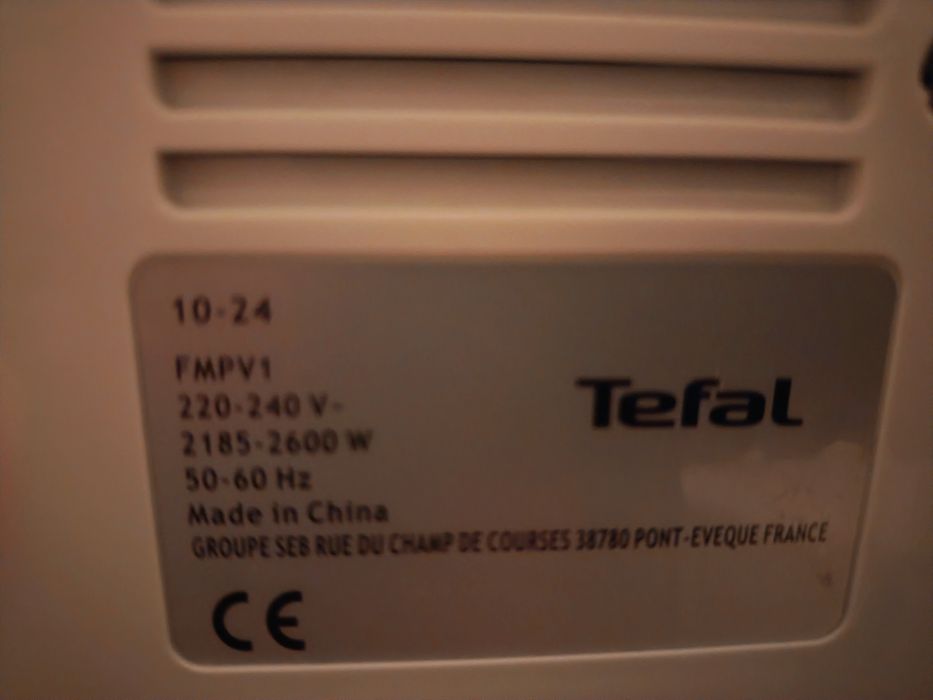 10-24
FMPV1
220-240 V~
2185-2600 W
50-60 Hz
Made in China
GROUPE SEB RUE DU CHAMP DE COURSES 38780 PONT-EVEQUE FRANCE
Tefal
CE